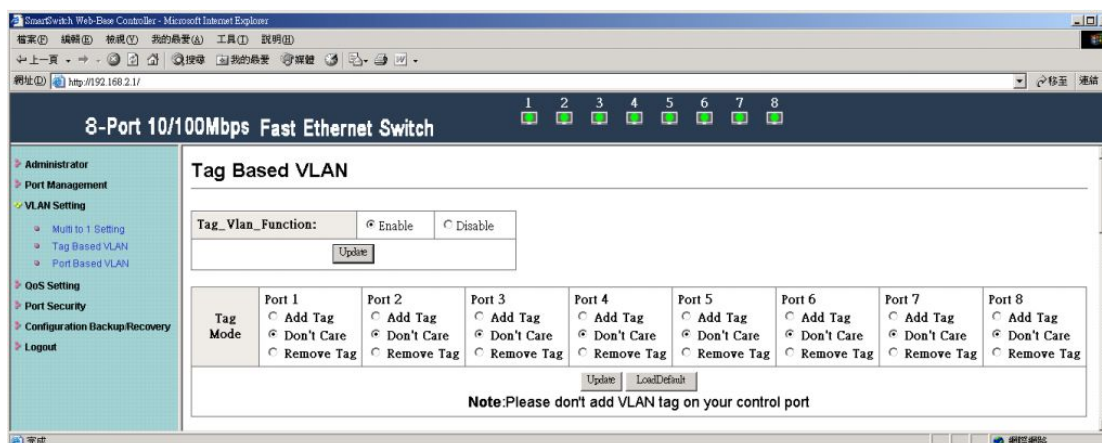 SmartSwitch Web-Base Controller - Microsoft Internet Explorer
檔案(F) 編輯(E) 檢視(V) 我的最愛(A) 工具(T) 說明(H)
上一頁 搜尋 我的最愛 媒體
網址(D) http://192.168.2.1/ 移至 連結
1 2 3 4 5 6 7 8
8-Port 10/100Mbps Fast Ethernet Switch
Administrator
Port Management
VLAN Setting
Multi to 1 Setting
Tag Based VLAN
Port Based VLAN
QoS Setting
Port Security
Configuration Backup/Recovery
Logout
Tag Based VLAN
Tag_Vlan_Function: Enable Disable
Update
Tag Mode
Port 1 Port 2 Port 3 Port 4 Port 5 Port 6 Port 7 Port 8
Add Tag Add Tag Add Tag Add Tag Add Tag Add Tag Add Tag Add Tag
Don't Care Don't Care Don't Care Don't Care Don't Care Don't Care Don't Care Don't Care
Remove Tag Remove Tag Remove Tag Remove Tag Remove Tag Remove Tag Remove Tag Remove Tag
Update LoadDefault
Note:Please don't add VLAN tag on your control port
完成 網際網路